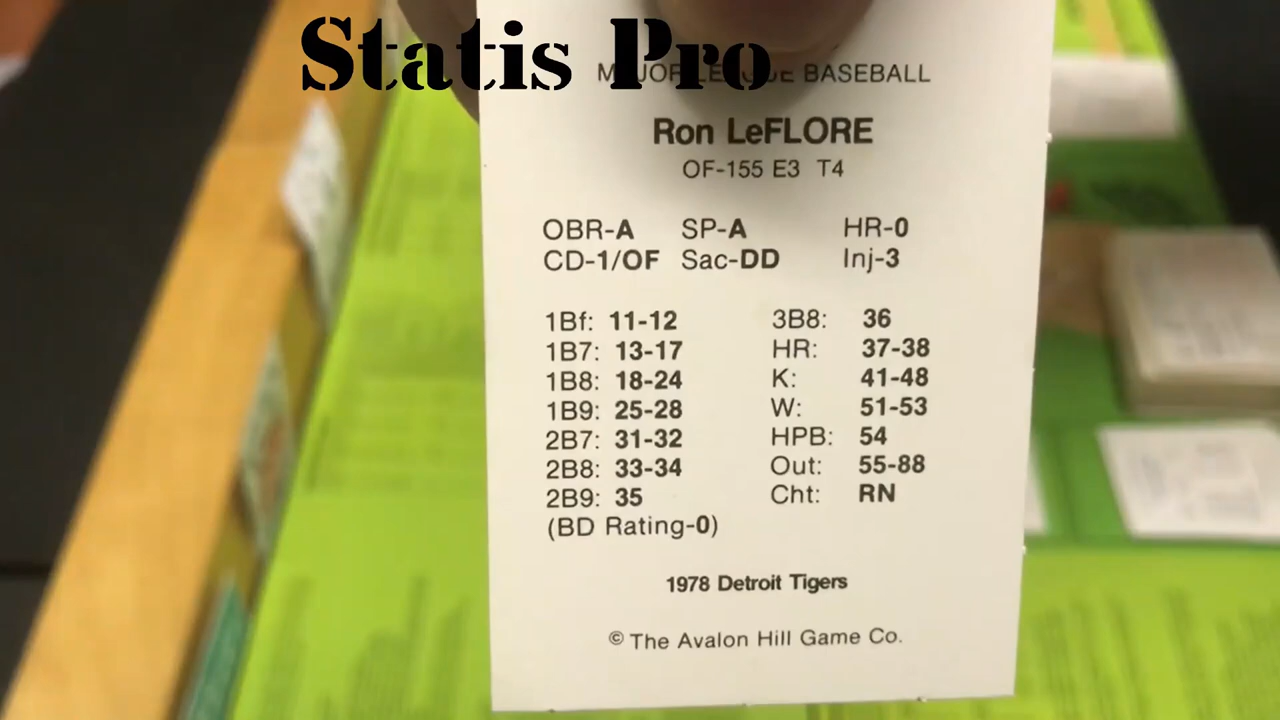 Statis Pro
MAJOR LEAGUE BASEBALL
Ron LeFLORE
OF-155 E3 T4
OBR-A SP-A HR-0
CD-1/OF Sac-DD Inj-3
1Bf: 11-12 3B8: 36
1B7: 13-17 HR: 37-38
1B8: 18-24 K: 41-48
1B9: 25-28 W: 51-53
2B7: 31-32 HPB: 54
2B8: 33-34 Out: 55-88
2B9: 35 Cht: RN
(BD Rating-0)
1978 Detroit Tigers
© The Avalon Hill Game Co.